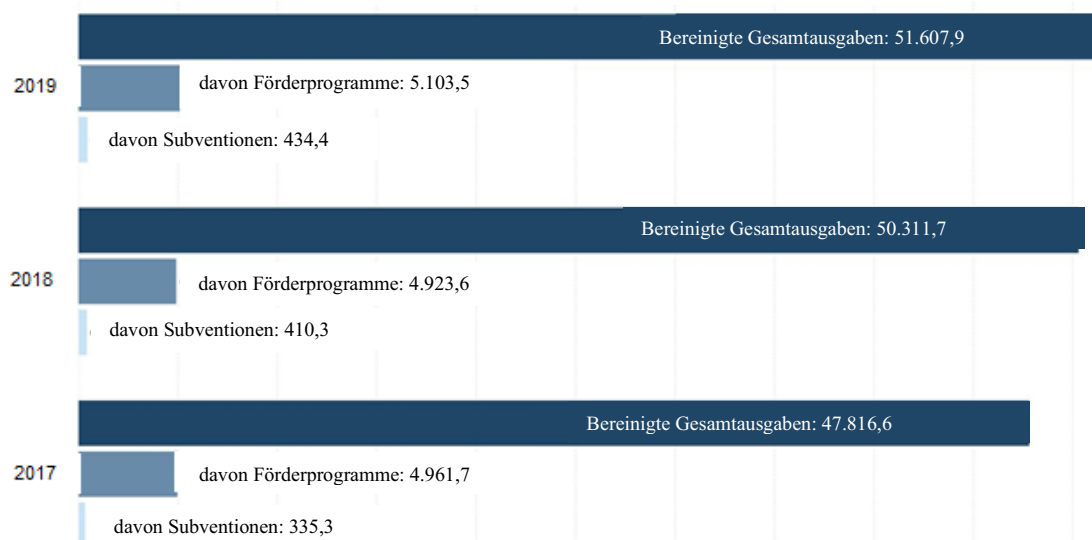 Bereinigte Gesamtausgaben: 51.607,9
2019
davon Förderprogramme: 5.103,5
davon Subventionen: 434,4
Bereinigte Gesamtausgaben: 50.311,7
2018
davon Förderprogramme: 4.923,6
davon Subventionen: 410,3
Bereinigte Gesamtausgaben: 47.816,6
2017
davon Förderprogramme: 4.961,7
davon Subventionen: 335,3